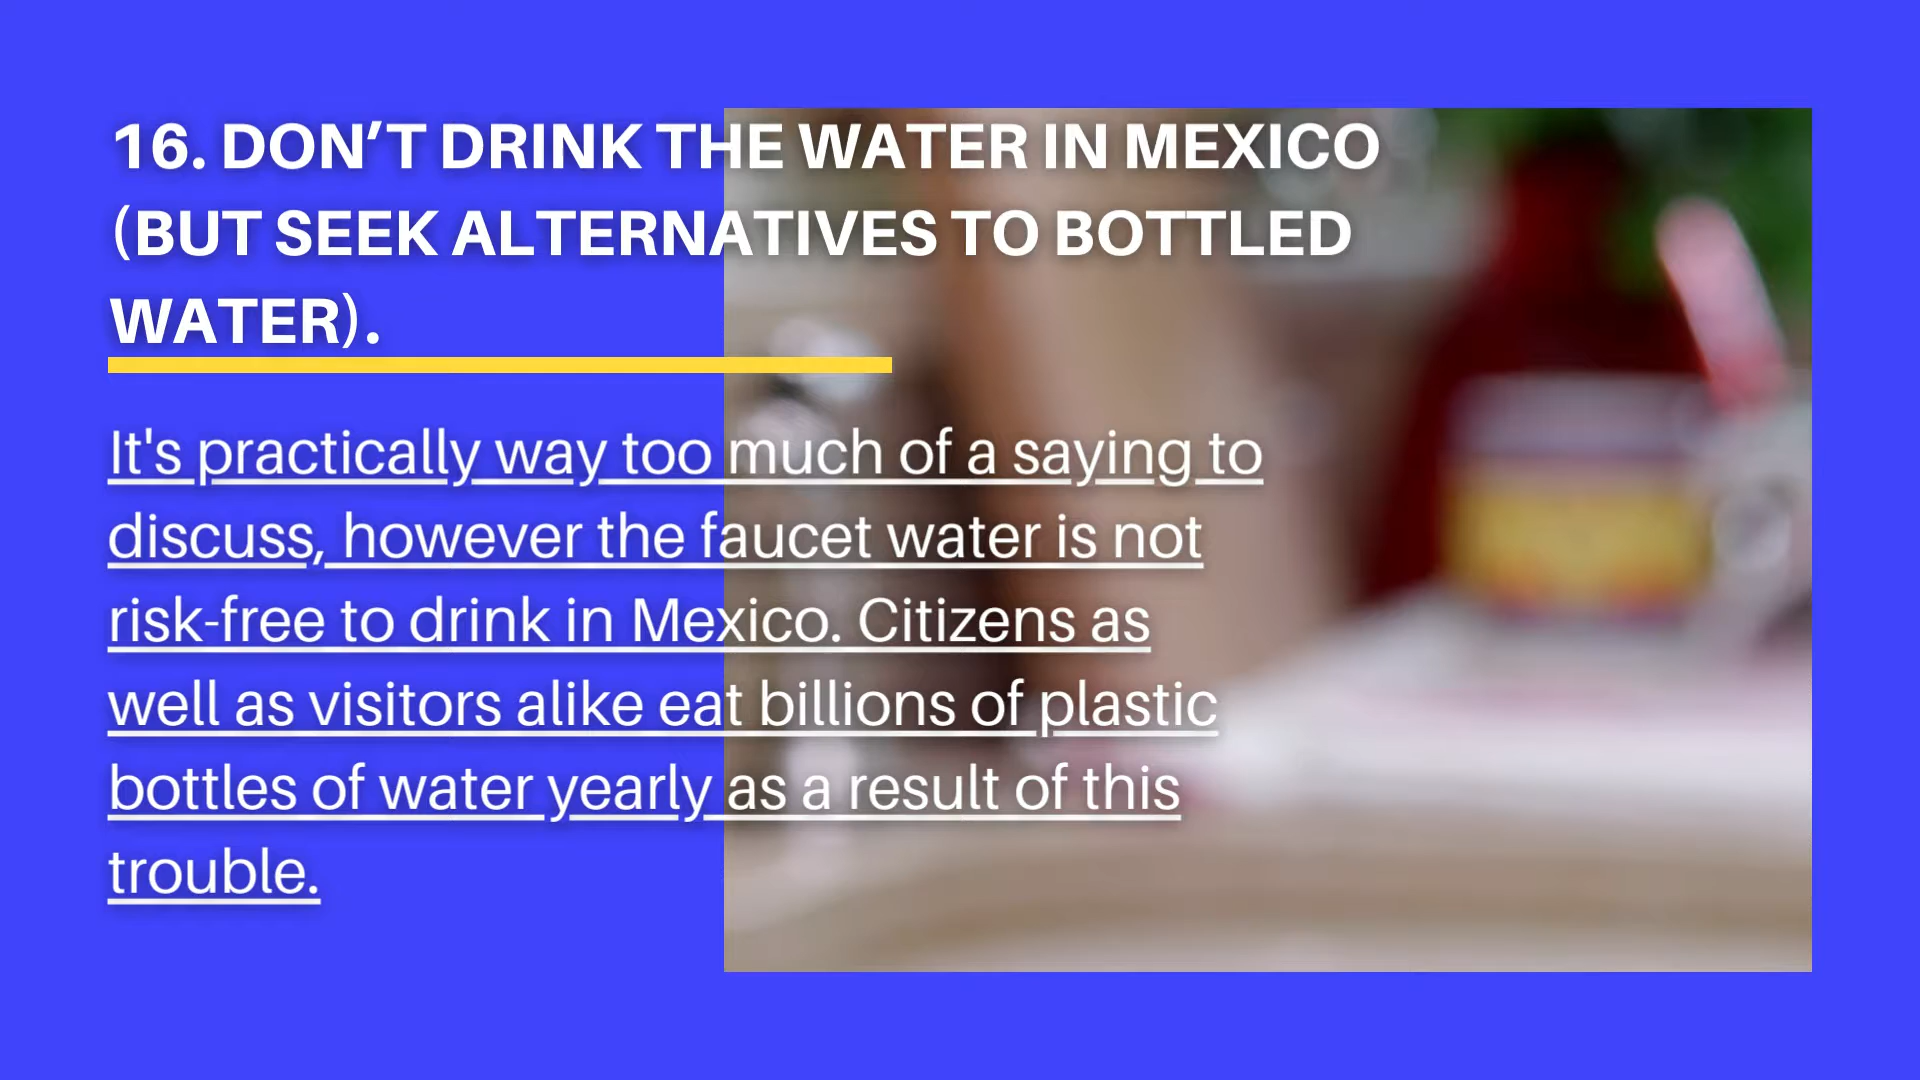 16. DON’T DRINK THE WATER IN MEXICO
(BUT SEEK ALTERNATIVES TO BOTTLED
WATER).
It's practically way too much of a saying to
discuss, however the faucet water is not
risk-free to drink in Mexico. Citizens as
well as visitors alike eat billions of plastic
bottles of water yearly as a result of this
trouble.